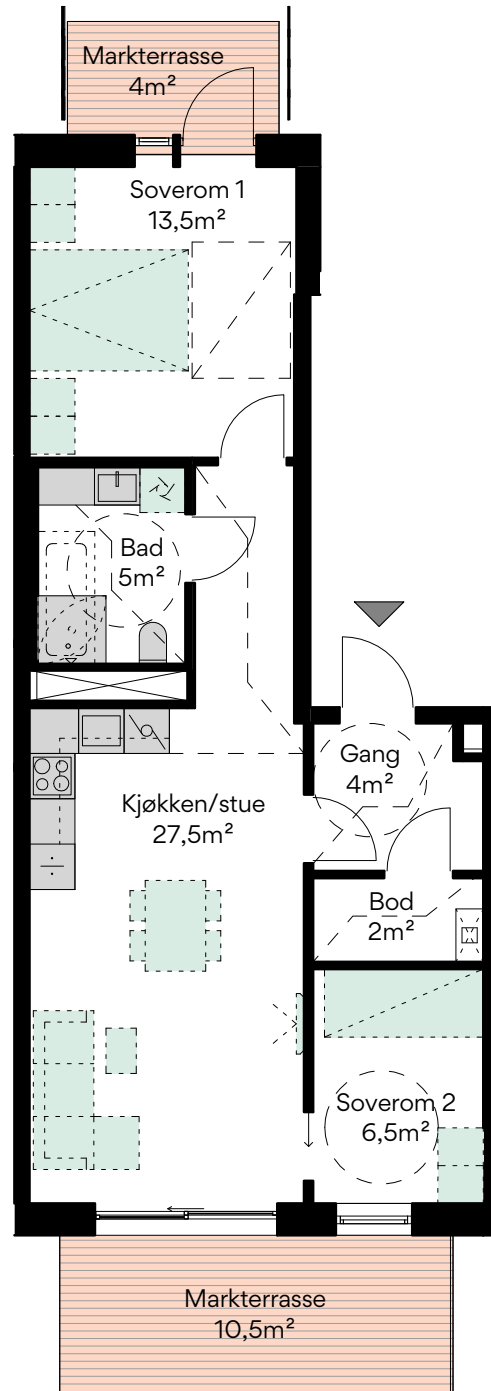 Markterrasse
4m²
Soverom 1
13,5m²
Bad
5m²
Gang
4m²
Kjøkken/stue
27,5m²
Bod
2m²
Soverom 2
6,5m²
Markterrasse
10,5m²